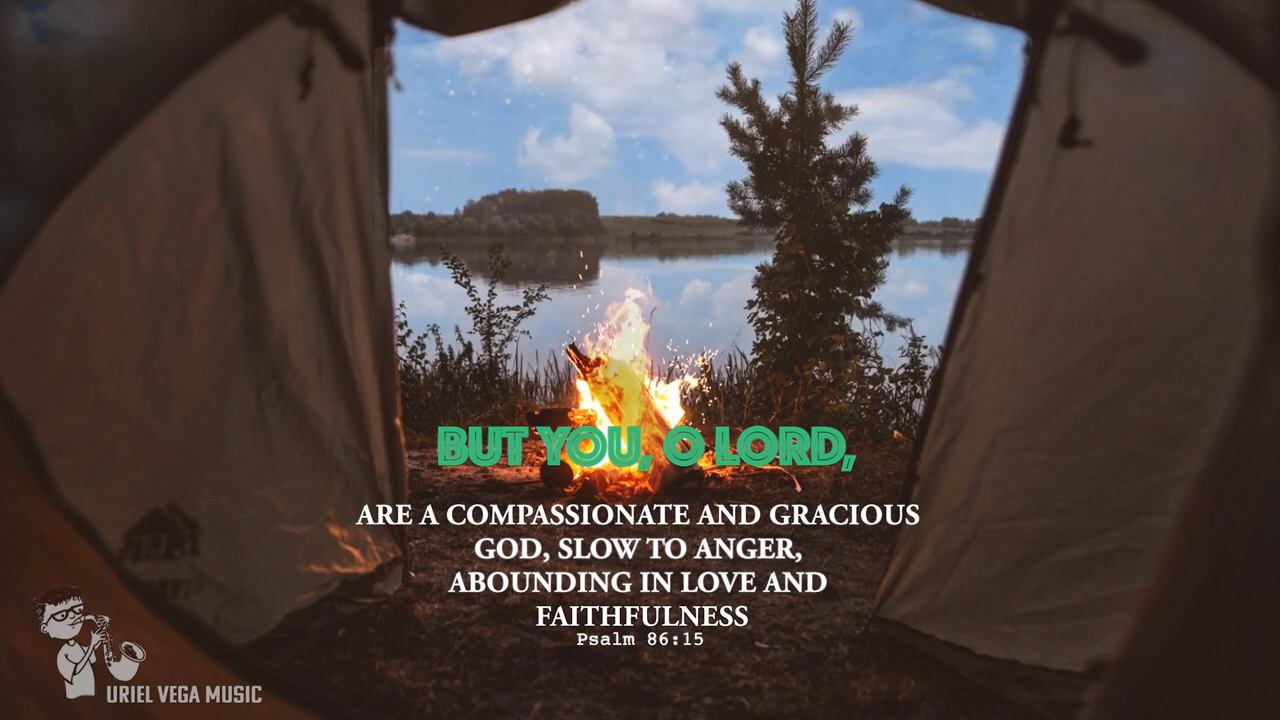 BUT YOU, O LORD,
ARE A COMPASSIONATE AND GRACIOUS
GOD, SLOW TO ANGER,
ABOUNDING IN LOVE AND
FAITHFULNESS
Psalm 86:15
URIEL VEGA MUSIC